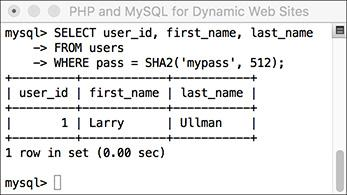 PHP and MySQL for Dynamic Web Sites
mysql> SELECT user_id, first_name, last_name
    -> FROM users
    -> WHERE pass = SHA2('mypass', 512);
+---------+------------+-----------+
| user_id | first_name | last_name |
+---------+------------+-----------+
|       1 | Larry      | Ullman    |
+---------+------------+-----------+
1 row in set (0.00 sec)
mysql>